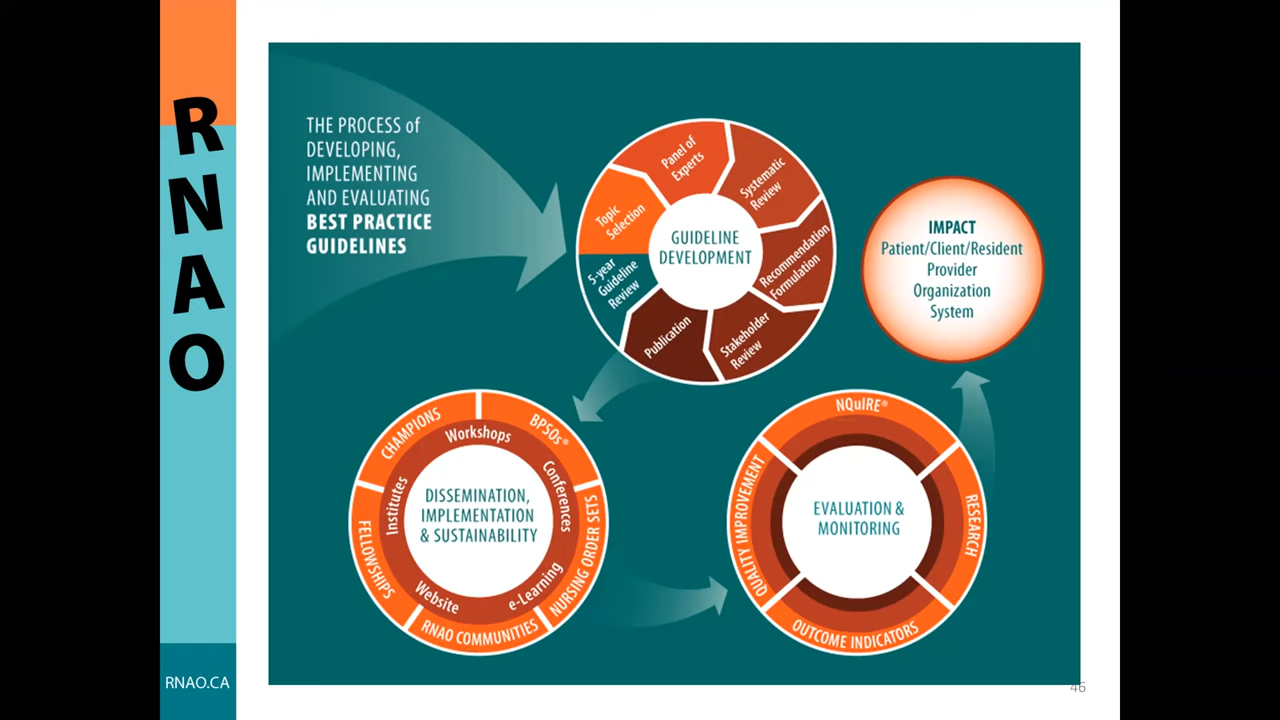 RNAO
THE PROCESS of
DEVELOPING,
IMPLEMENTING
AND EVALUATING
BEST PRACTICE
GUIDELINES
GUIDELINE
DEVELOPMENT
Topic
Selection
Panel of
Experts
Systematic
Review
Recommendation
Formulation
Stakeholder
Review
Publication
5-year
Guideline
Review
IMPACT
Patient/Client/Resident
Provider
Organization
System
DISSEMINATION,
IMPLEMENTATION
& SUSTAINABILITY
CHAMPIONS
BPSOs®
NURSING ORDER SETS
RNAO COMMUNITIES
FELLOWSHIPS
Workshops
Conferences
e-Learning
Website
Institutes
EVALUATION &
MONITORING
NQuIRE®
RESEARCH
OUTCOME INDICATORS
QUALITY IMPROVEMENT
RNAO.CA
46